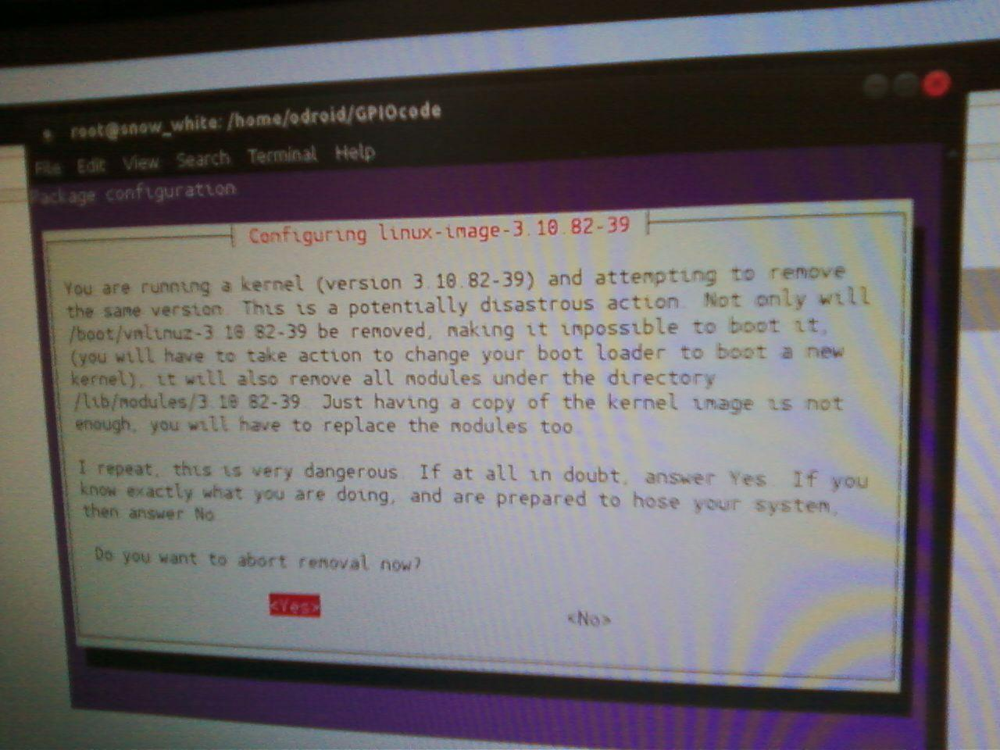 root@snow_white: /home/odroid/GPIOcode
File Edit View Search Terminal Help
Package configuration
Configuring linux-image-3.10.82-39
You are running a kernel (version 3.10.82-39) and attempting to remove
the same version. This is a potentially disastrous action. Not only will
/boot/vmlinuz-3.10.82-39 be removed, making it impossible to boot it,
(you will have to take action to change your boot loader to boot a new
kernel), it will also remove all modules under the directory
/lib/modules/3.10.82-39. Just having a copy of the kernel image is not
enough, you will have to replace the modules too.
I repeat, this is very dangerous. If at all in doubt, answer Yes. If you
know exactly what you are doing, and are prepared to hose your system,
then answer No.
Do you want to abort removal now?
<Yes> <No>